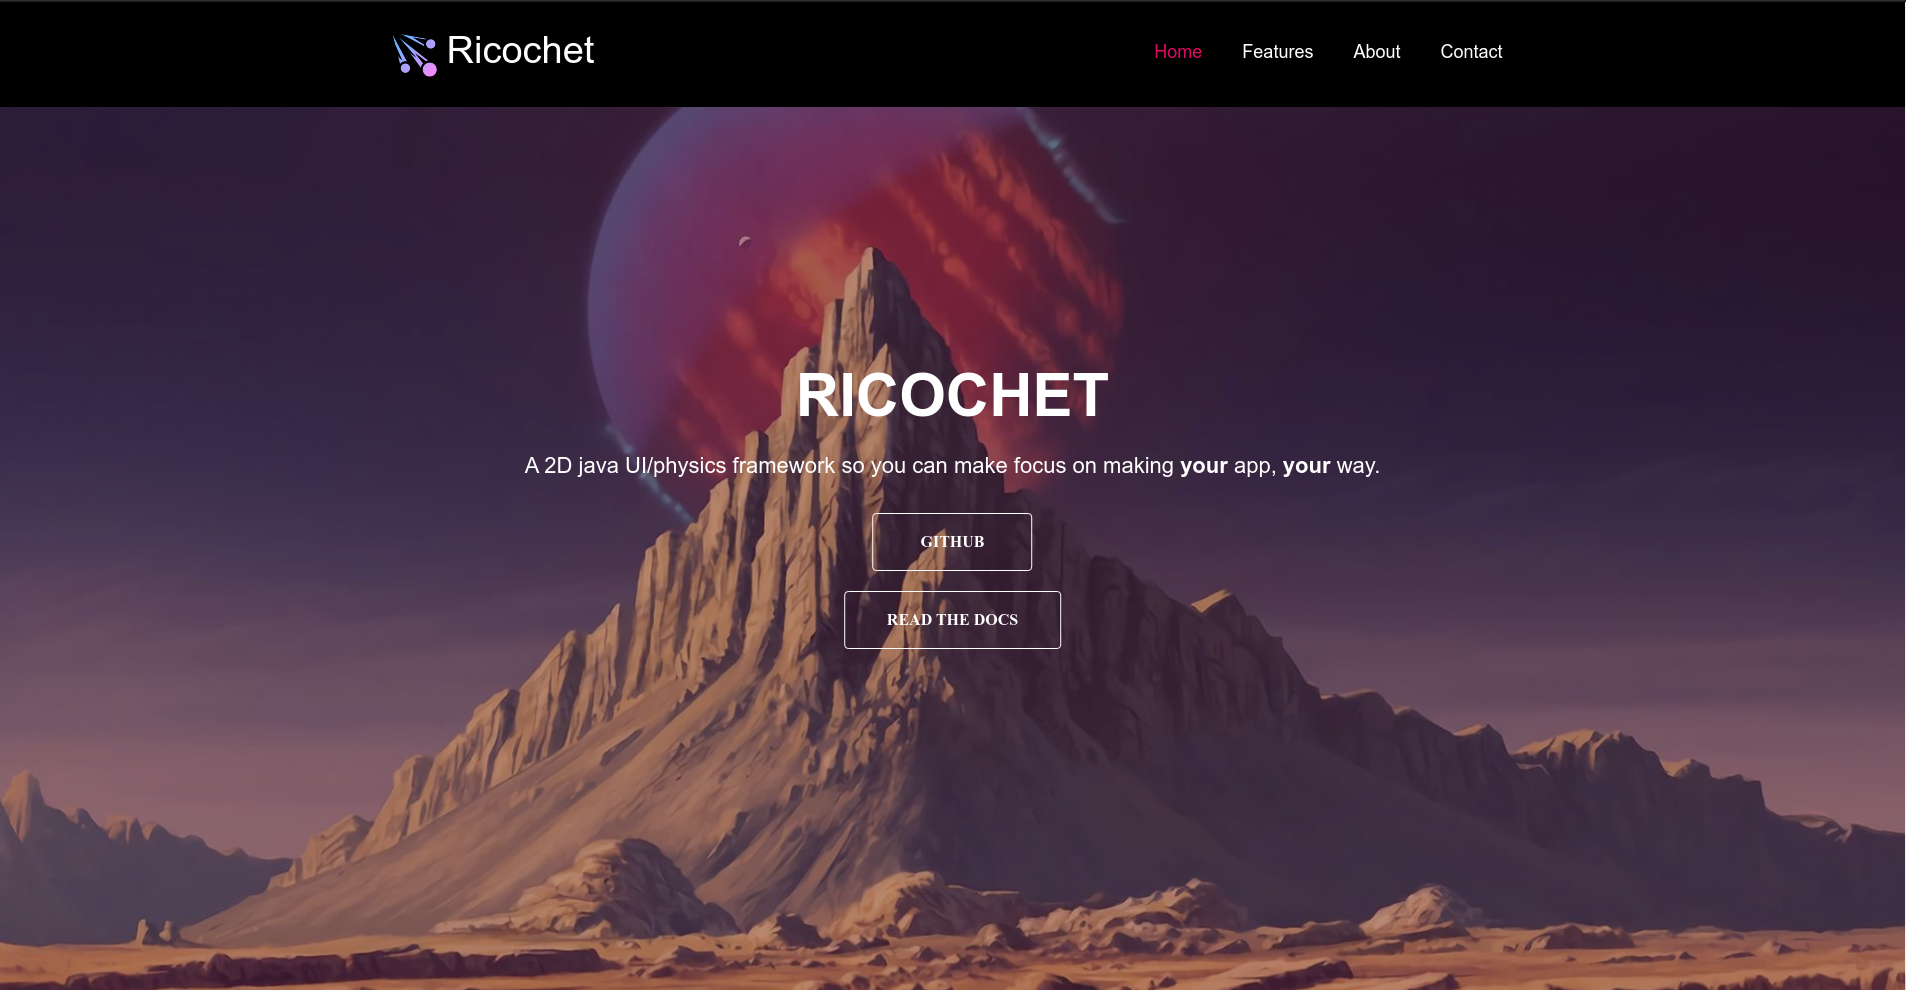 Ricochet
Home Features About Contact
RICOCHET
A 2D java UI/physics framework so you can make focus on making your app, your way.
GITHUB
READ THE DOCS